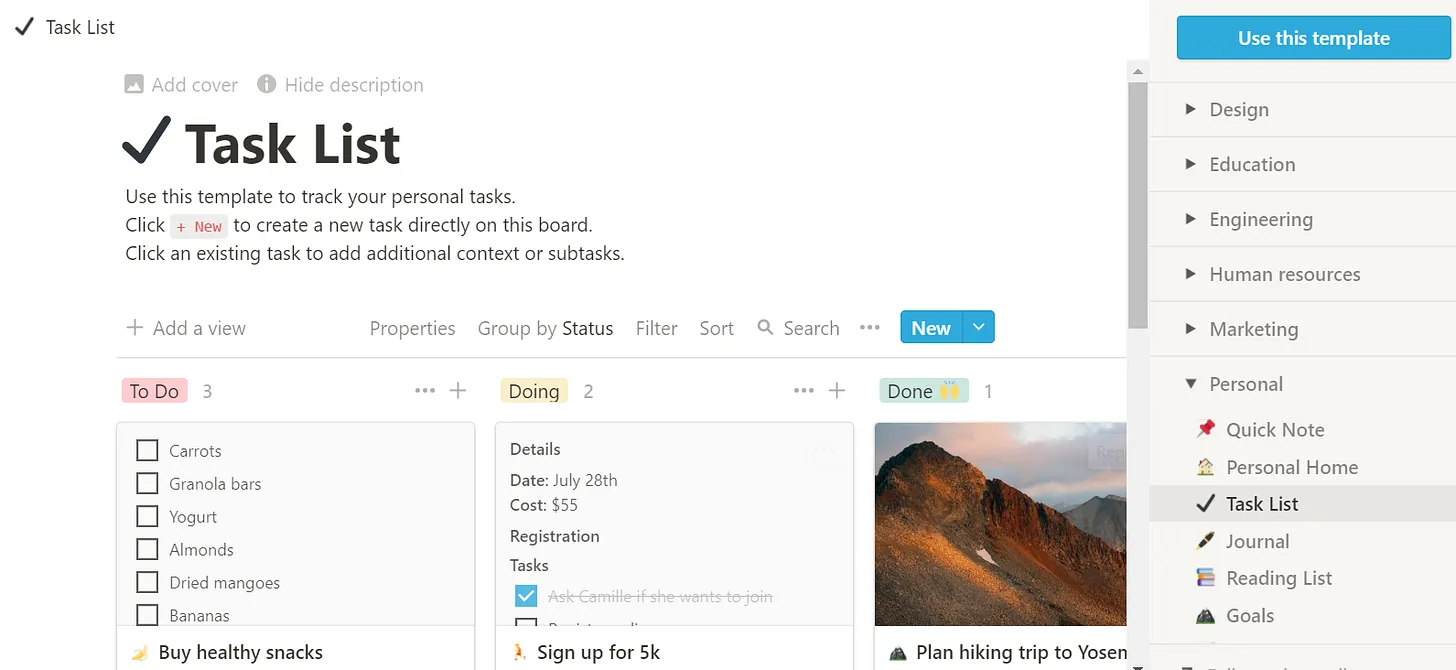 Task List
Use this template
Add cover Hide description
Task List
Use this template to track your personal tasks.
Click + New to create a new task directly on this board.
Click an existing task to add additional context or subtasks.
Add a view Properties Group by Status Filter Sort Search New
To Do 3
Carrots
Granola bars
Yogurt
Almonds
Dried mangoes
Bananas
Buy healthy snacks
Doing 2
Details
Date: July 28th
Cost: $55
Registration
Tasks
Ask Camille if she wants to join
Sign up for 5k
Done 🙌 1
Plan hiking trip to Yosem
Design
Education
Engineering
Human resources
Marketing
Personal
Quick Note
Personal Home
Task List
Journal
Reading List
Goals